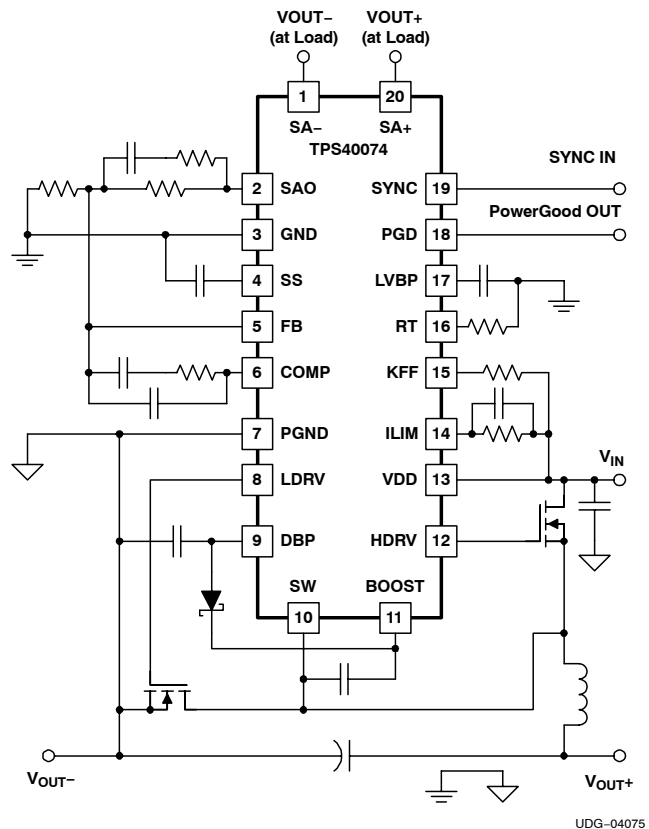 VOUT− VOUT+
(at Load) (at Load)
1 20
SA− SA+
TPS40074
SYNC IN
2 SAO SYNC 19
PowerGood OUT
3 GND PGD 18
4 SS LVBP 17
5 FB RT 16
6 COMP KFF 15
7 PGND ILIM 14
VIN
8 LDRV VDD 13
9 DBP HDRV 12
SW BOOST
10 11
VOUT− VOUT+
UDG−04075